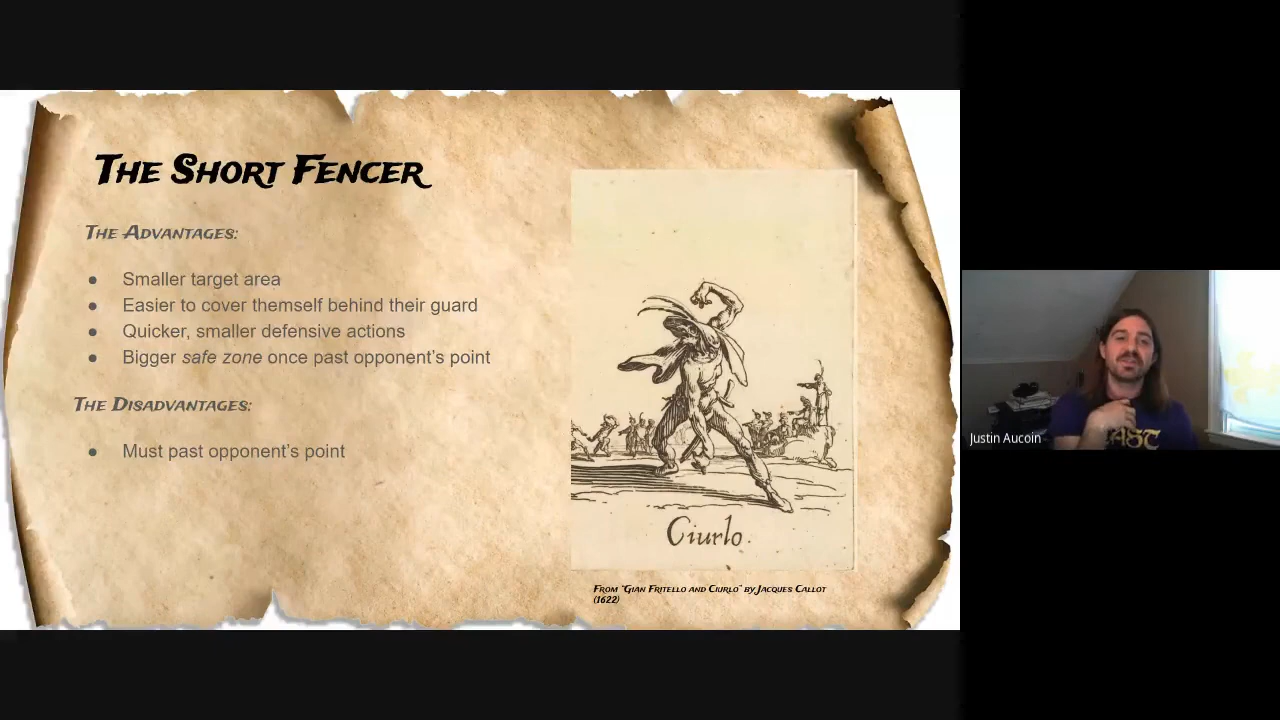 The Short Fencer
The Advantages:
● Smaller target area
● Easier to cover themself behind their guard
● Quicker, smaller defensive actions
● Bigger safe zone once past opponent's point
The Disadvantages:
● Must past opponent's point
Ciurlo.
From "Gian Fritello and Ciurlo" by Jacques Callot
(1622)
Justin Aucoin